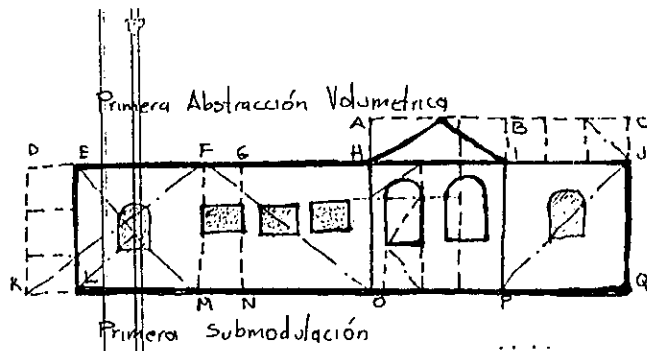 Primera Abstracción Volumetrica
A B C
D E F G H I J
K L M N O P Q
Primera Submodulación